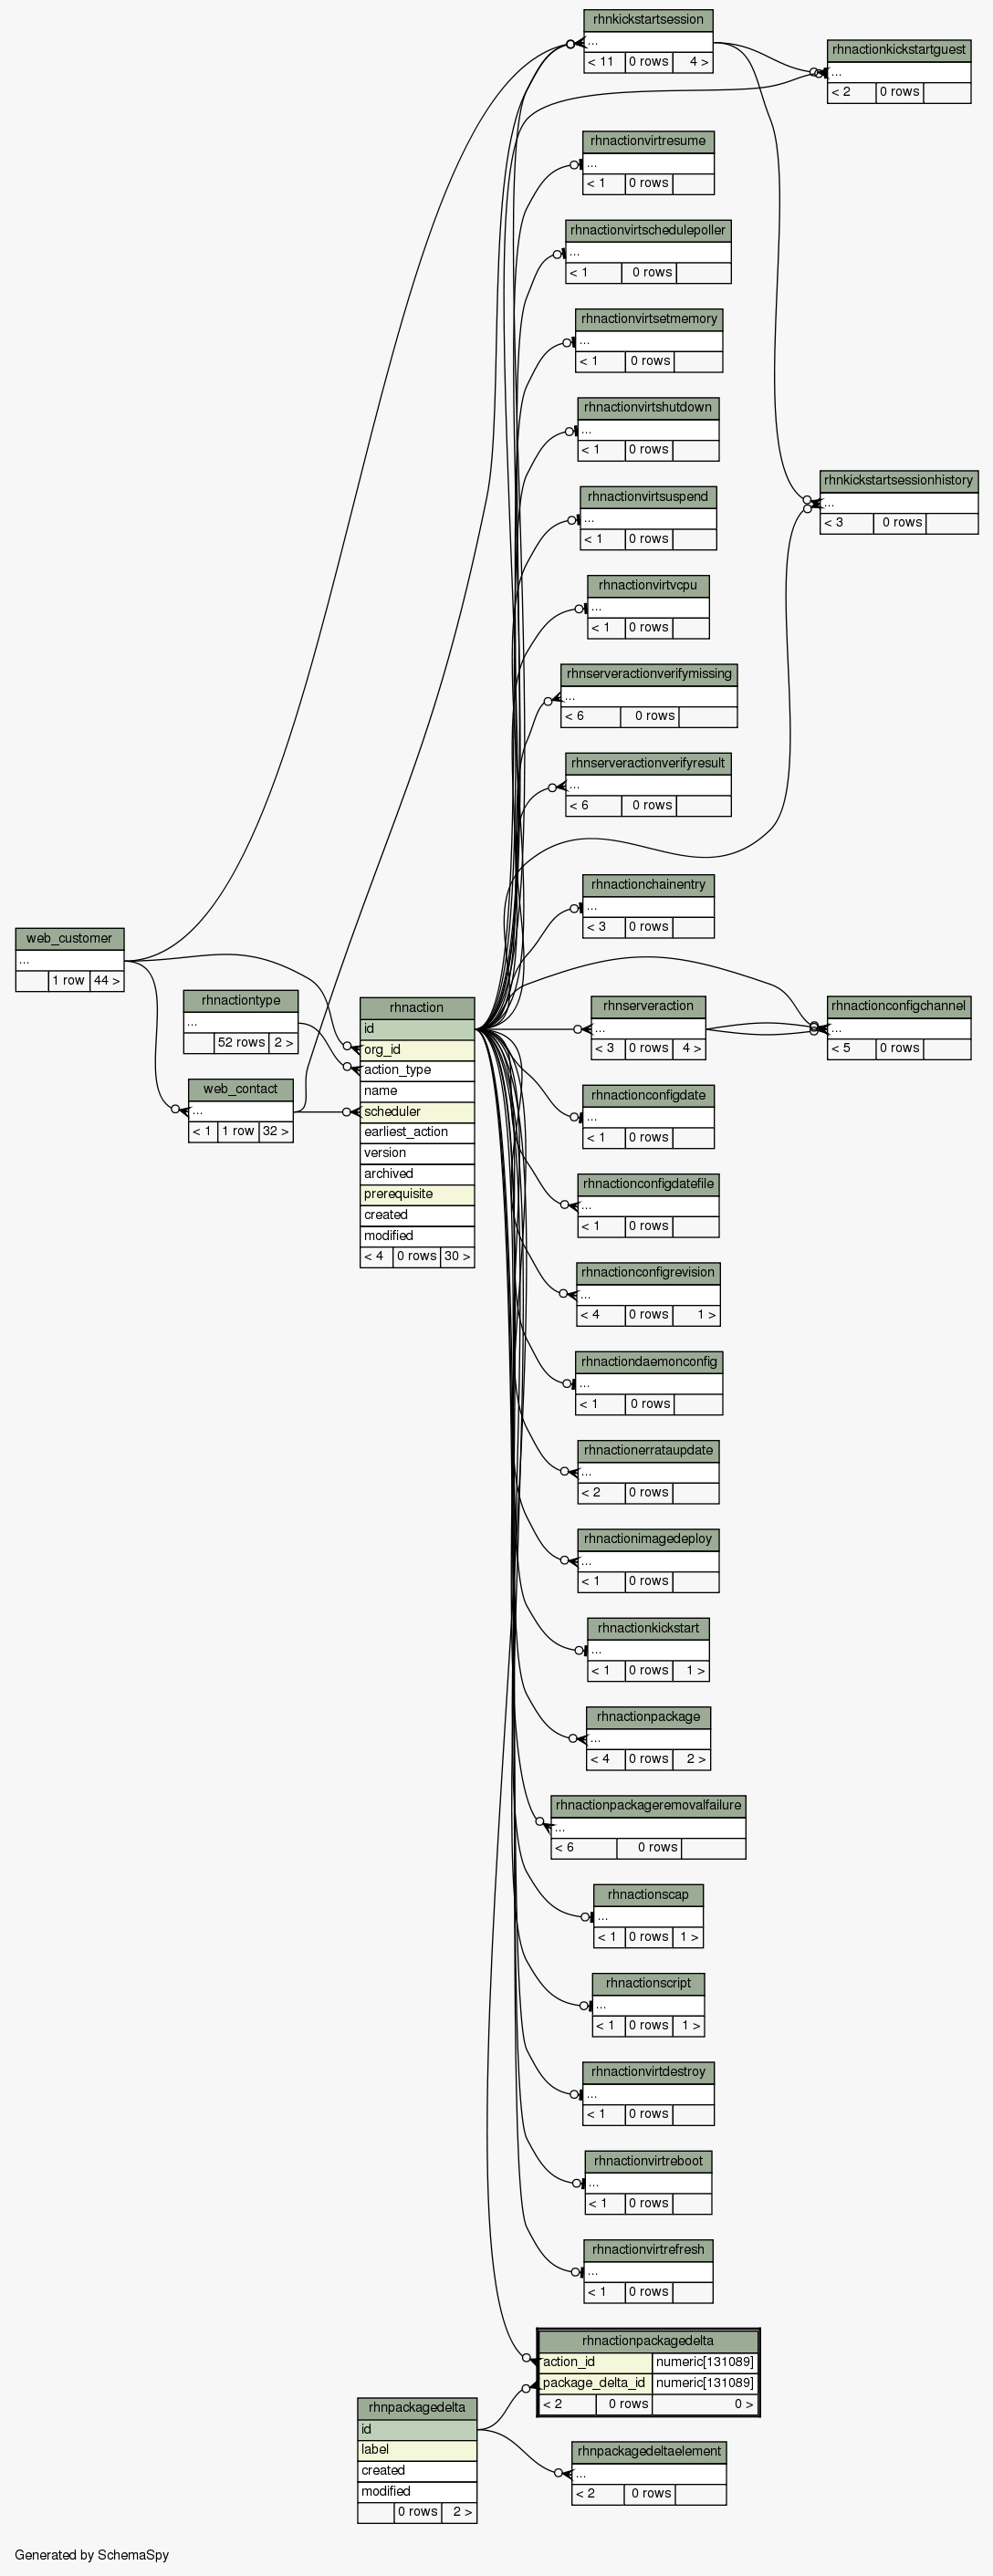 rhnkickstartsession
...
< 11 0 rows 4 >
rhnactionkickstartguest
...
< 2 0 rows
rhnactionvirtresume
...
< 1 0 rows
rhnactionvirtschedulepoller
...
< 1 0 rows
rhnactionvirtsetmemory
...
< 1 0 rows
rhnactionvirtshutdown
...
< 1 0 rows
rhnkickstartsessionhistory
...
< 3 0 rows
rhnactionvirtsuspend
...
< 1 0 rows
rhnactionvirtvcpu
...
< 1 0 rows
rhnserveractionverifymissing
...
< 6 0 rows
rhnserveractionverifyresult
...
< 6 0 rows
rhnactionchainentry
...
< 3 0 rows
web_customer
...
1 row 44 >
rhnactiontype
...
52 rows 2 >
web_contact
...
< 1 1 row 32 >
rhnaction
id
org_id
action_type
name
scheduler
earliest_action
version
archived
prerequisite
created
modified
< 4 0 rows 30 >
rhnserveraction
...
< 3 0 rows 4 >
rhnactionconfigchannel
...
< 5 0 rows
rhnactionconfigdate
...
< 1 0 rows
rhnactionconfigdatefile
...
< 1 0 rows
rhnactionconfigrevision
...
< 4 0 rows 1 >
rhnactiondaemonconfig
...
< 1 0 rows
rhnactionerrataupdate
...
< 2 0 rows
rhnactionimagedeploy
...
< 1 0 rows
rhnactionkickstart
...
< 1 0 rows 1 >
rhnactionpackage
...
< 4 0 rows 2 >
rhnactionpackageremovalfailure
...
< 6 0 rows
rhnactionscap
...
< 1 0 rows 1 >
rhnactionscript
...
< 1 0 rows 1 >
rhnactionvirtdestroy
...
< 1 0 rows
rhnactionvirtreboot
...
< 1 0 rows
rhnactionvirtrefresh
...
< 1 0 rows
rhnactionpackagedelta
action_id numeric[131089]
package_delta_id numeric[131089]
< 2 0 rows 0 >
rhnpackagedelta
id
label
created
modified
0 rows 2 >
rhnpackagedeltaelement
...
< 2 0 rows
Generated by SchemaSpy